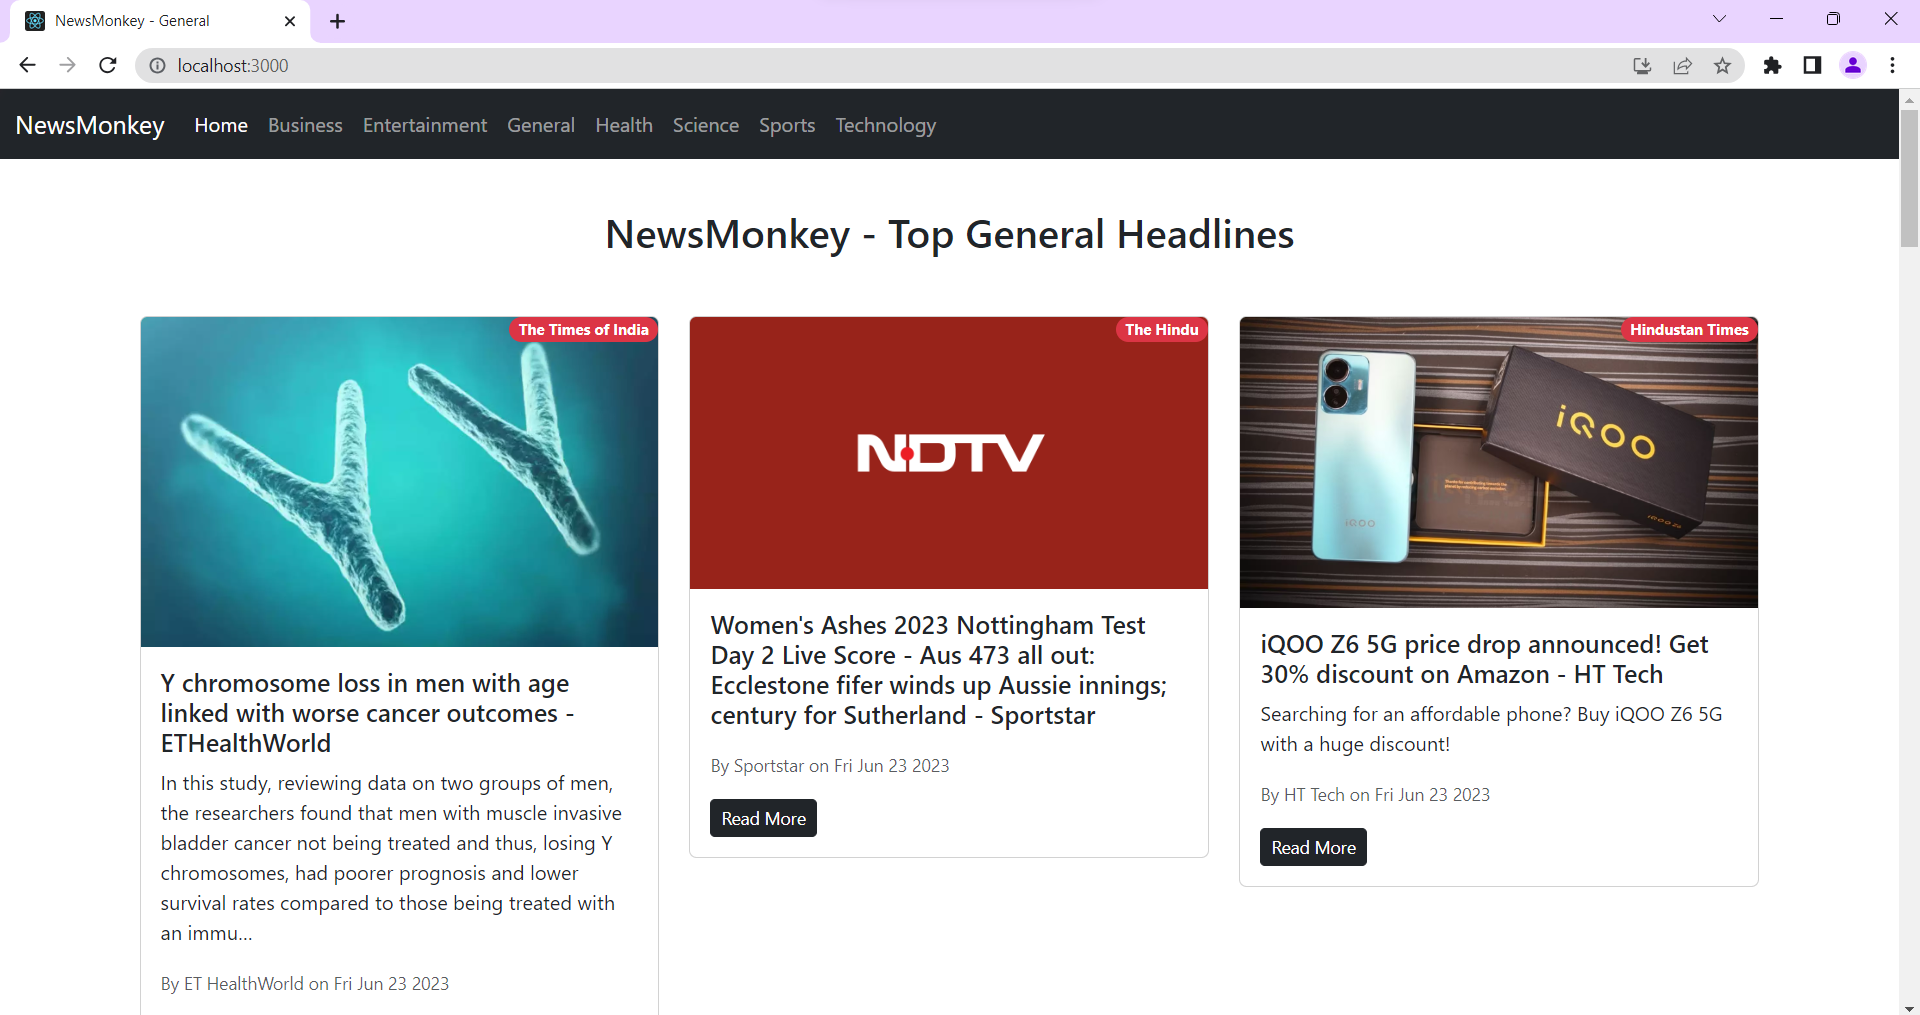 NewsMonkey - General
localhost:3000
NewsMonkey Home Business Entertainment General Health Science Sports Technology
NewsMonkey - Top General Headlines
The Times of India
Y chromosome loss in men with age
linked with worse cancer outcomes -
ETHealthWorld
In this study, reviewing data on two groups of men,
the researchers found that men with muscle invasive
bladder cancer not being treated and thus, losing Y
chromosomes, had poorer prognosis and lower
survival rates compared to those being treated with
an immu...
By ET HealthWorld on Fri Jun 23 2023
The Hindu
NDTV
Women's Ashes 2023 Nottingham Test
Day 2 Live Score - Aus 473 all out:
Ecclestone fifer winds up Aussie innings;
century for Sutherland - Sportstar
By Sportstar on Fri Jun 23 2023
Read More
Hindustan Times
iQOO
iQOO
iQOO Z6
iQOO Z6 5G price drop announced! Get
30% discount on Amazon - HT Tech
Searching for an affordable phone? Buy iQOO Z6 5G
with a huge discount!
By HT Tech on Fri Jun 23 2023
Read More